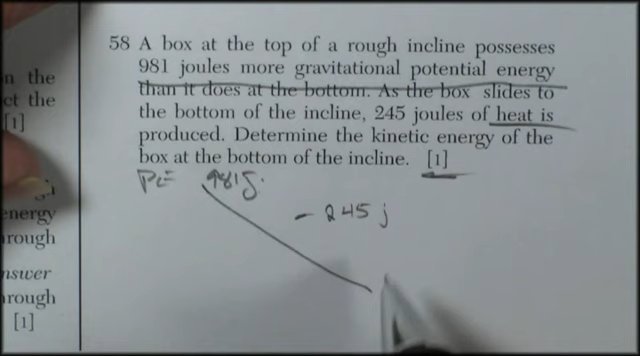 58 A box at the top of a rough incline possesses
981 joules more gravitational potential energy
than it does at the bottom. As the box slides to
the bottom of the incline, 245 joules of heat is
produced. Determine the kinetic energy of the
box at the bottom of the incline. [1]
PE= 981j.
- 245 j
n the
ct the
[1]
energy
rough
nswer
rough
[1]